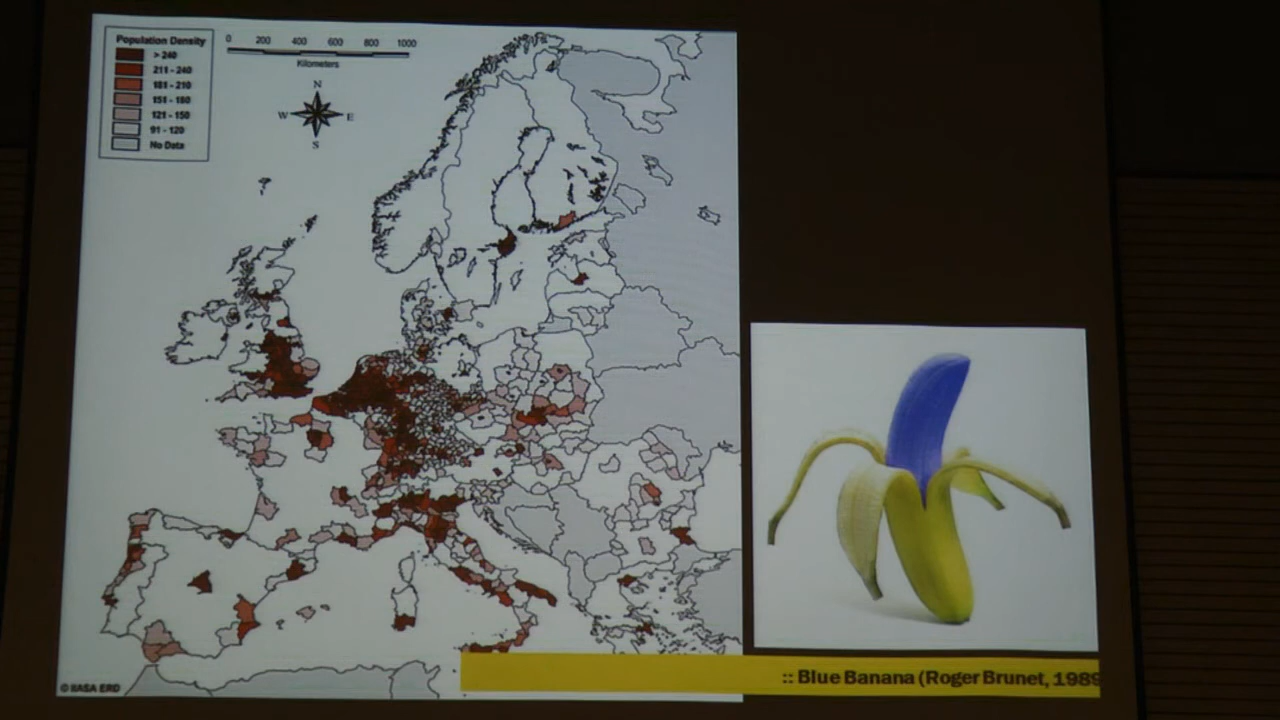 Population Density
> 240
211 - 240
181 - 210
151 - 180
121 - 150
91 - 120
No Data
0 200 400 600 800 1000
Kilometers
N
W E
S
© IIASA ERD
:: Blue Banana (Roger Brunet, 1989